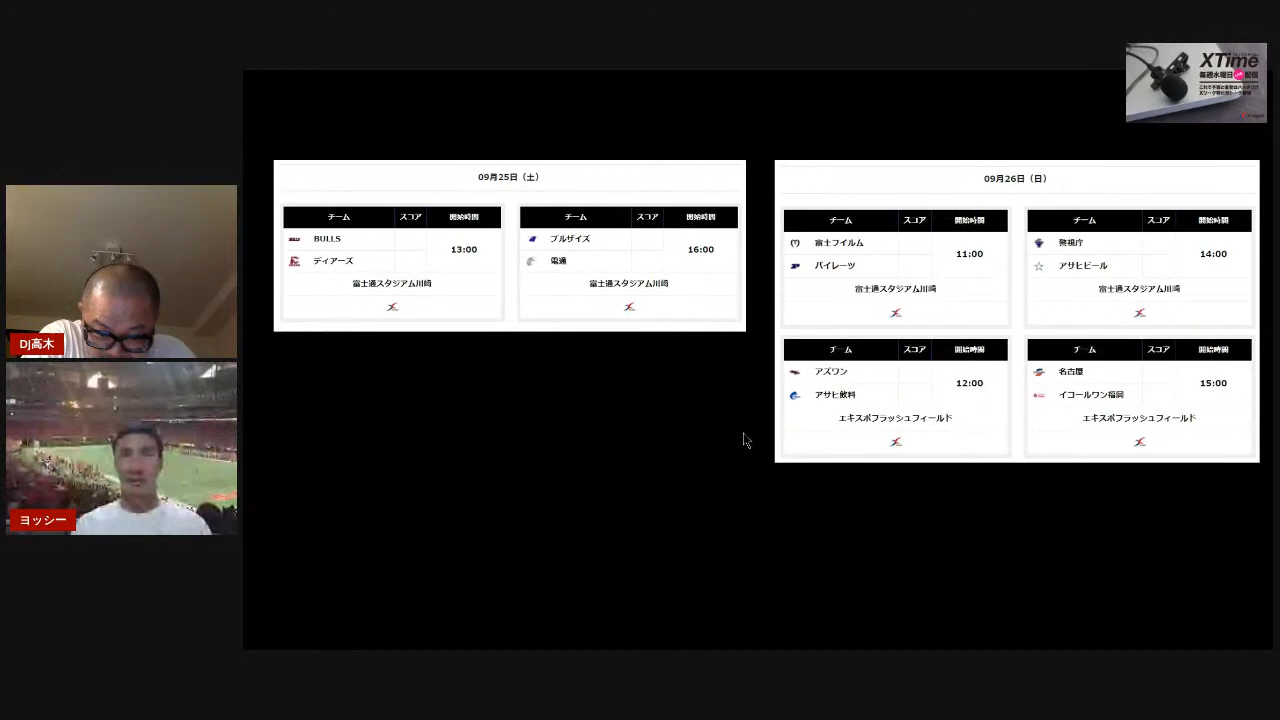 XTime
毎週水曜日
配信
DJ高木
ヨッシー
09月25日（土）
チーム スコア 開始時間
BULLS
ディアーズ
13:00
富士通スタジアム川崎
チーム スコア 開始時間
ブルザイズ
電通
16:00
富士通スタジアム川崎
09月26日（日）
チーム スコア 開始時間
富士フイルム
パイレーツ
11:00
富士通スタジアム川崎
チーム スコア 開始時間
警視庁
アサヒビール
14:00
富士通スタジアム川崎
チーム スコア 開始時間
アズワン
アサヒ飲料
12:00
エキスポフラッシュフィールド
チーム スコア 開始時間
名古屋
イコールワン福岡
15:00
エキスポフラッシュフィールド